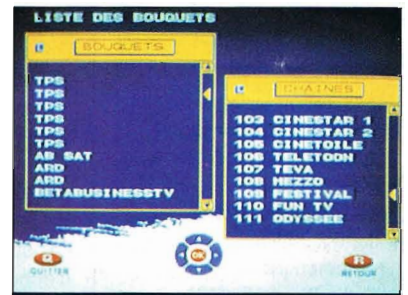 LISTE DES BOUQUETS
BOUQUETS
TPS
TPS
TPS
TPS
TPS
TPS
AB SAT
ARD
ARD
BETABUSINESSTV
CHAINES
103 CINESTAR 1
104 CINESTAR 2
105 CINETOILE
106 TELETOON
107 TEVA
108 MEZZO
109 FESTIVAL
110 FUN TV
111 ODYSSEE
Q
QUITTER
OK
R
RETOUR